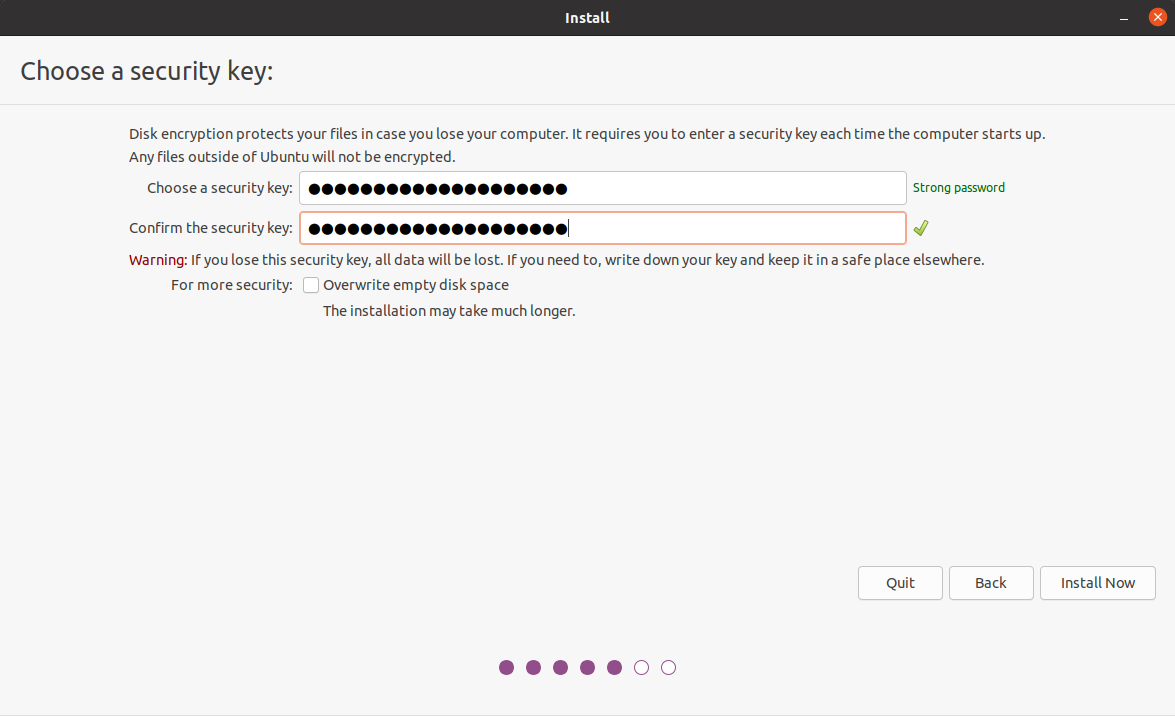 Install
Choose a security key:
Disk encryption protects your files in case you lose your computer. It requires you to enter a security key each time the computer starts up.
Any files outside of Ubuntu will not be encrypted.
Choose a security key: ●●●●●●●●●●●●●●●●●●●● Strong password
Confirm the security key: ●●●●●●●●●●●●●●●●●●●●
Warning: If you lose this security key, all data will be lost. If you need to, write down your key and keep it in a safe place elsewhere.
For more security: Overwrite empty disk space
The installation may take much longer.
Quit Back Install Now